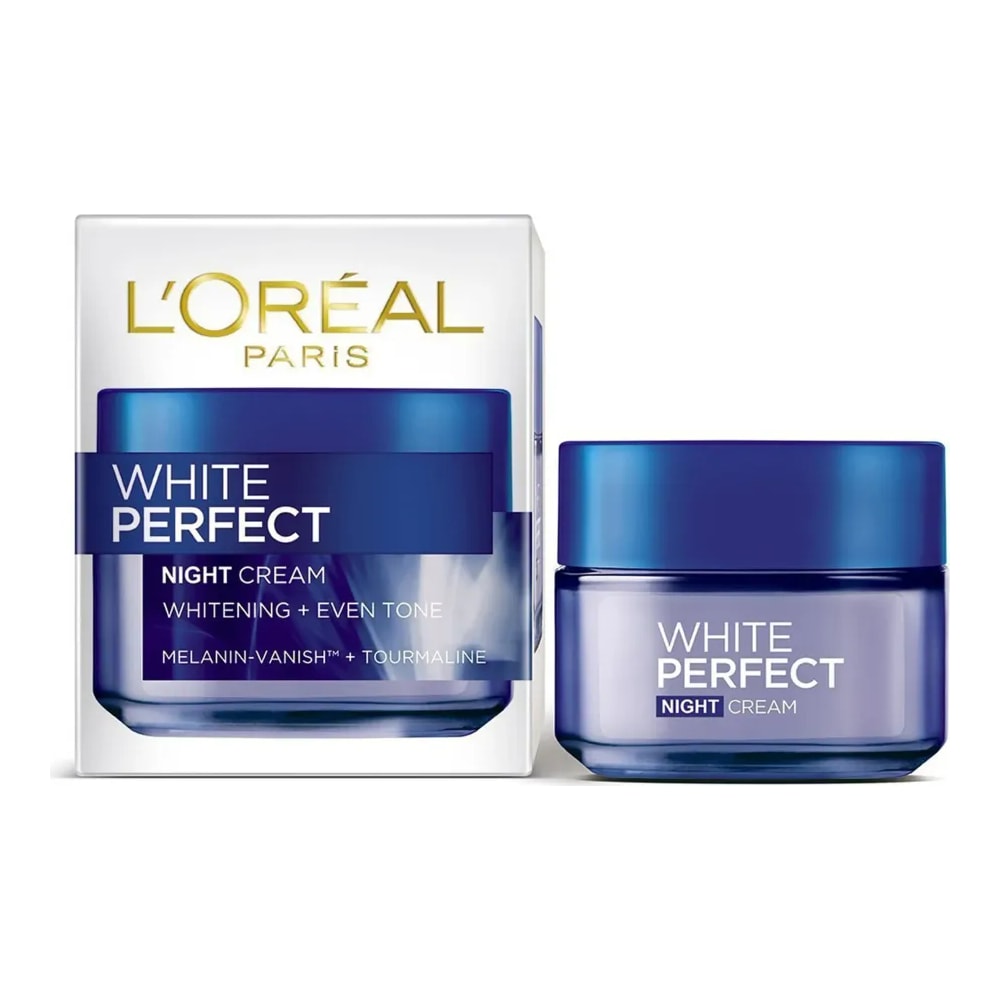 L'ORÉAL
PARiS
WHITE
PERFECT
NIGHT CREAM
WHITENING + EVEN TONE
MELANIN-VANISH™ + TOURMALINE
WHITE
PERFECT
NIGHT CREAM